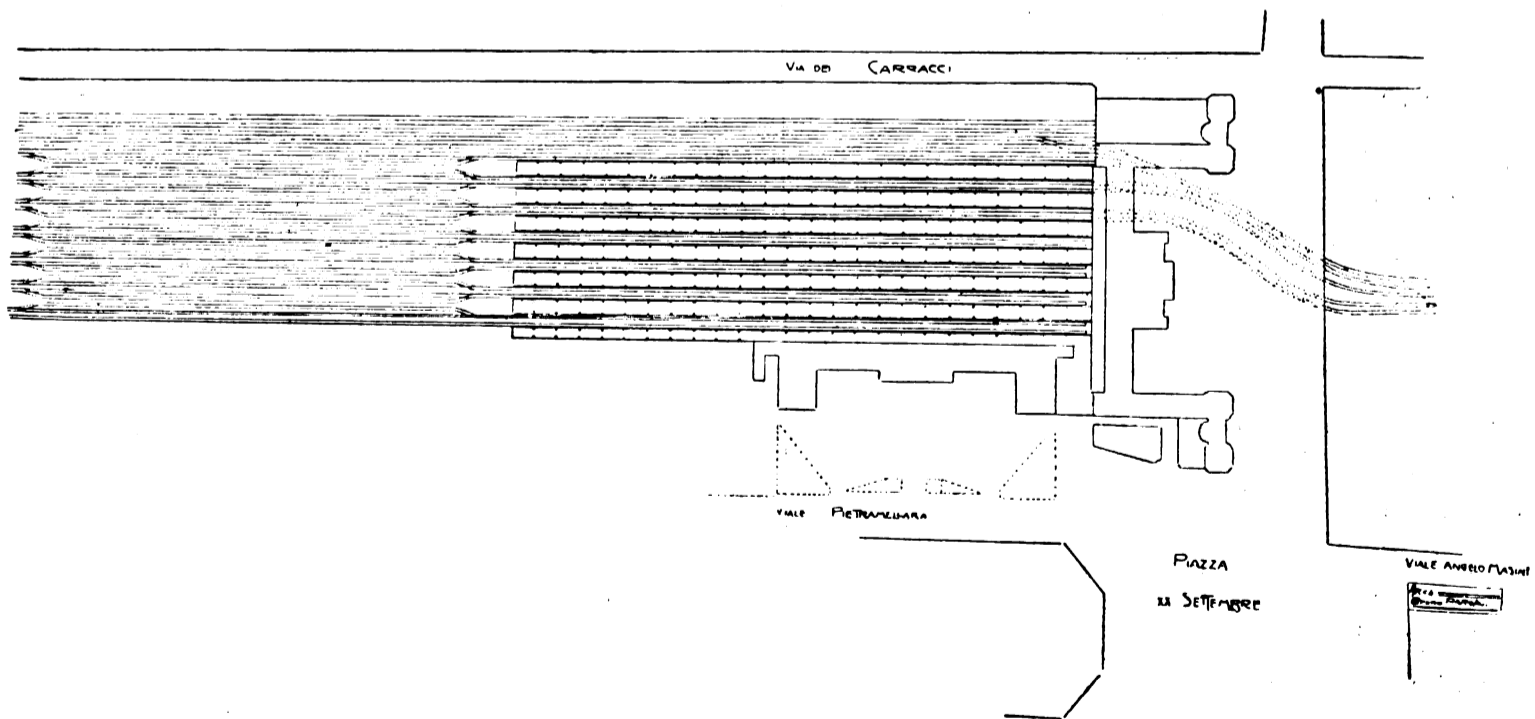 VIA DEI CARRACCI
VIALE PIETRAMELLARA
PIAZZA
XX SETTEMBRE
VIALE ANGELO MASINI